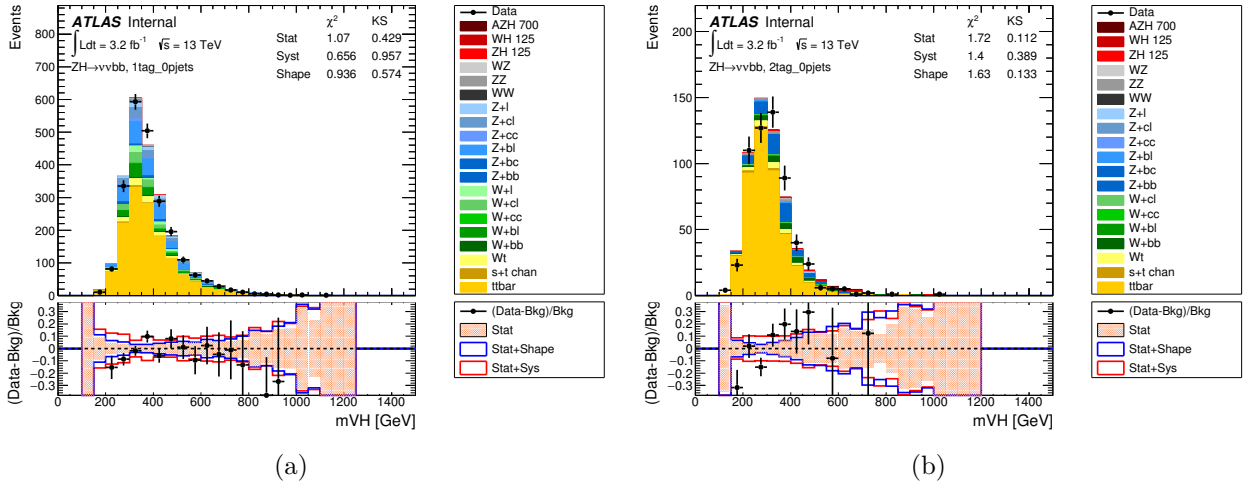 Events
800
700
600
500
400
300
200
100
0
ATLAS Internal
∫Ldt = 3.2 fb⁻¹ √s = 13 TeV
ZH→ννbb, 1tag_0pjets
χ² KS
Stat 1.07 0.429
Syst 0.656 0.957
Shape 0.936 0.574
Data
AZH 700
WH 125
ZH 125
WZ
ZZ
WW
Z+l
Z+cl
Z+cc
Z+bl
Z+bc
Z+bb
W+l
W+cl
W+cc
W+bl
W+bb
Wt
s+t chan
ttbar
(Data-Bkg)/Bkg
0.3
0.2
0.1
0
−0.1
−0.2
−0.3
0 200 400 600 800 1000 1200 1400
mVH [GeV]
(Data-Bkg)/Bkg
Stat
Stat+Shape
Stat+Sys
(a)
Events
200
150
100
50
0
ATLAS Internal
∫Ldt = 3.2 fb⁻¹ √s = 13 TeV
ZH→ννbb, 2tag_0pjets
χ² KS
Stat 1.72 0.112
Syst 1.4 0.389
Shape 1.63 0.133
Data
AZH 700
WH 125
ZH 125
WZ
ZZ
WW
Z+l
Z+cl
Z+cc
Z+bl
Z+bc
Z+bb
W+l
W+cl
W+cc
W+bl
W+bb
Wt
s+t chan
ttbar
(Data-Bkg)/Bkg
0.3
0.2
0.1
0
−0.1
−0.2
−0.3
0 200 400 600 800 1000 1200 1400
mVH [GeV]
(Data-Bkg)/Bkg
Stat
Stat+Shape
Stat+Sys
(b)